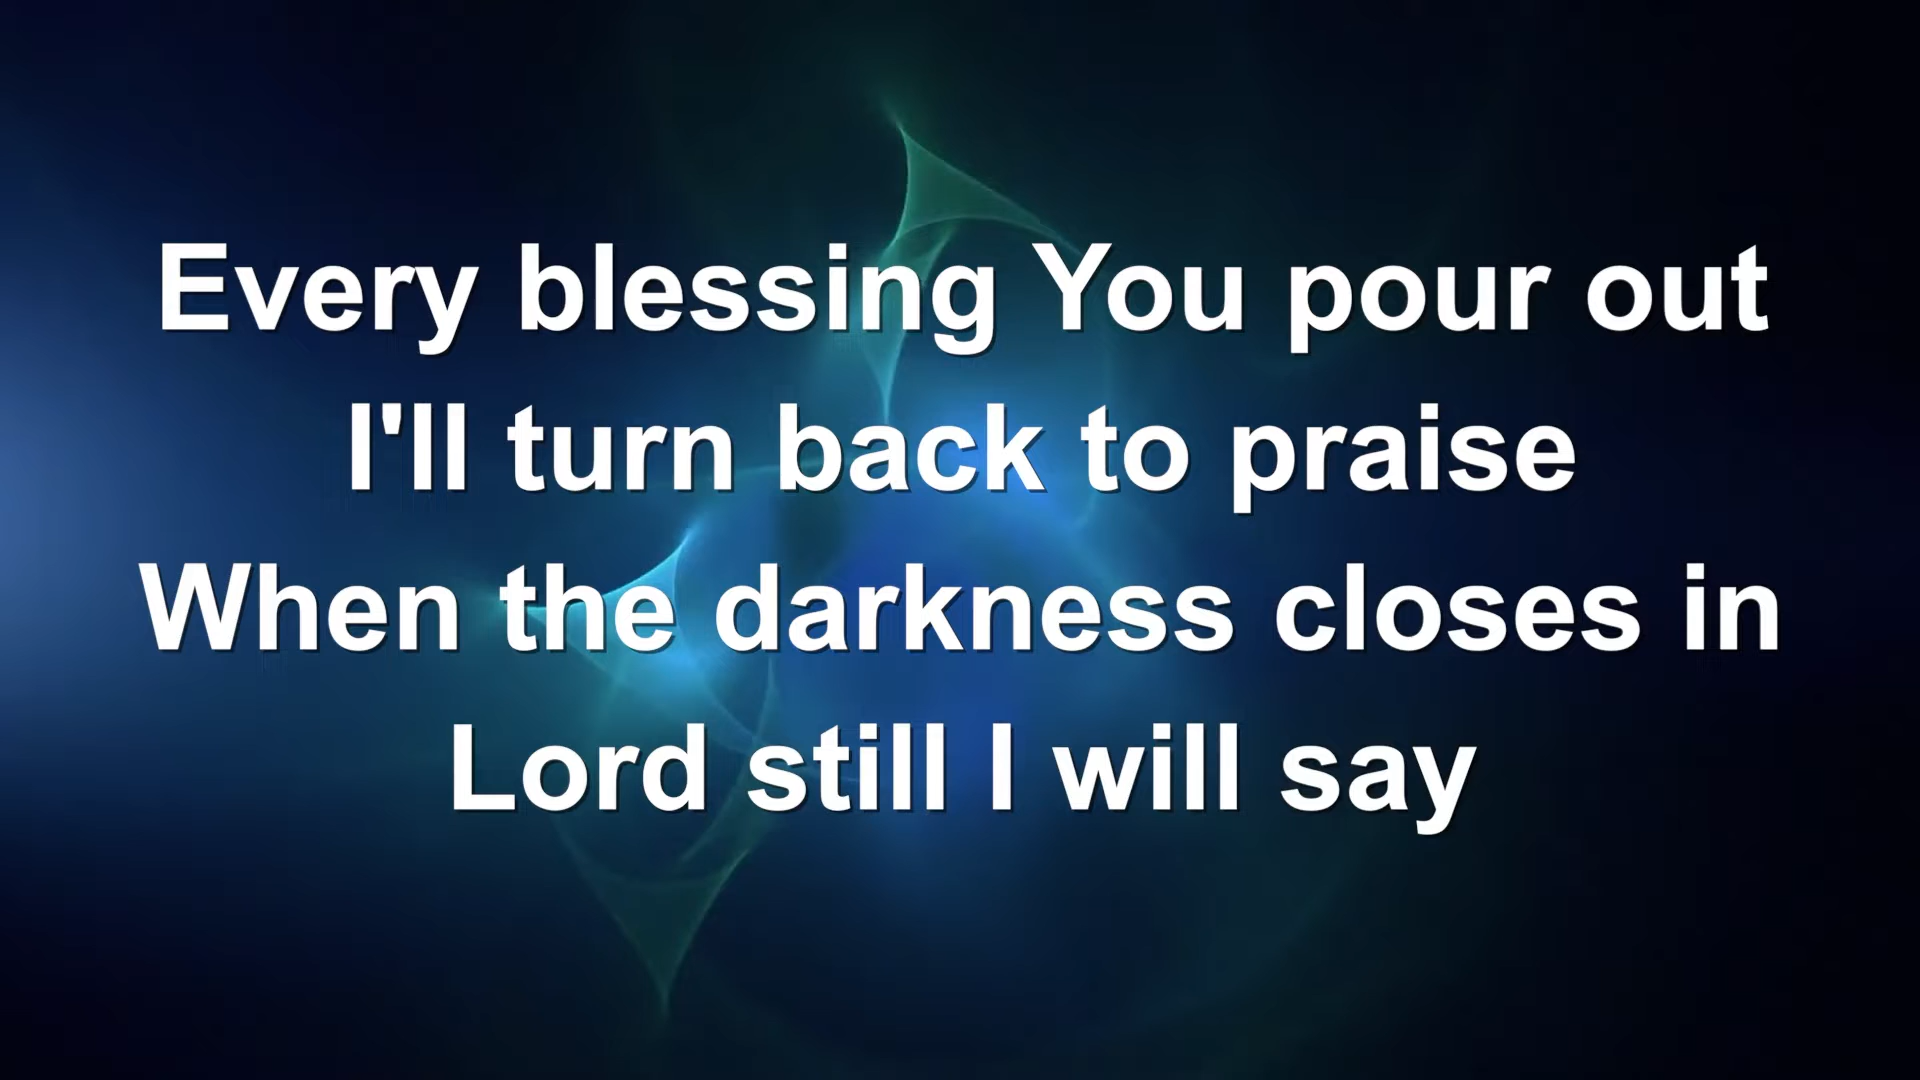 Every blessing You pour out
I'll turn back to praise
When the darkness closes in
Lord still I will say